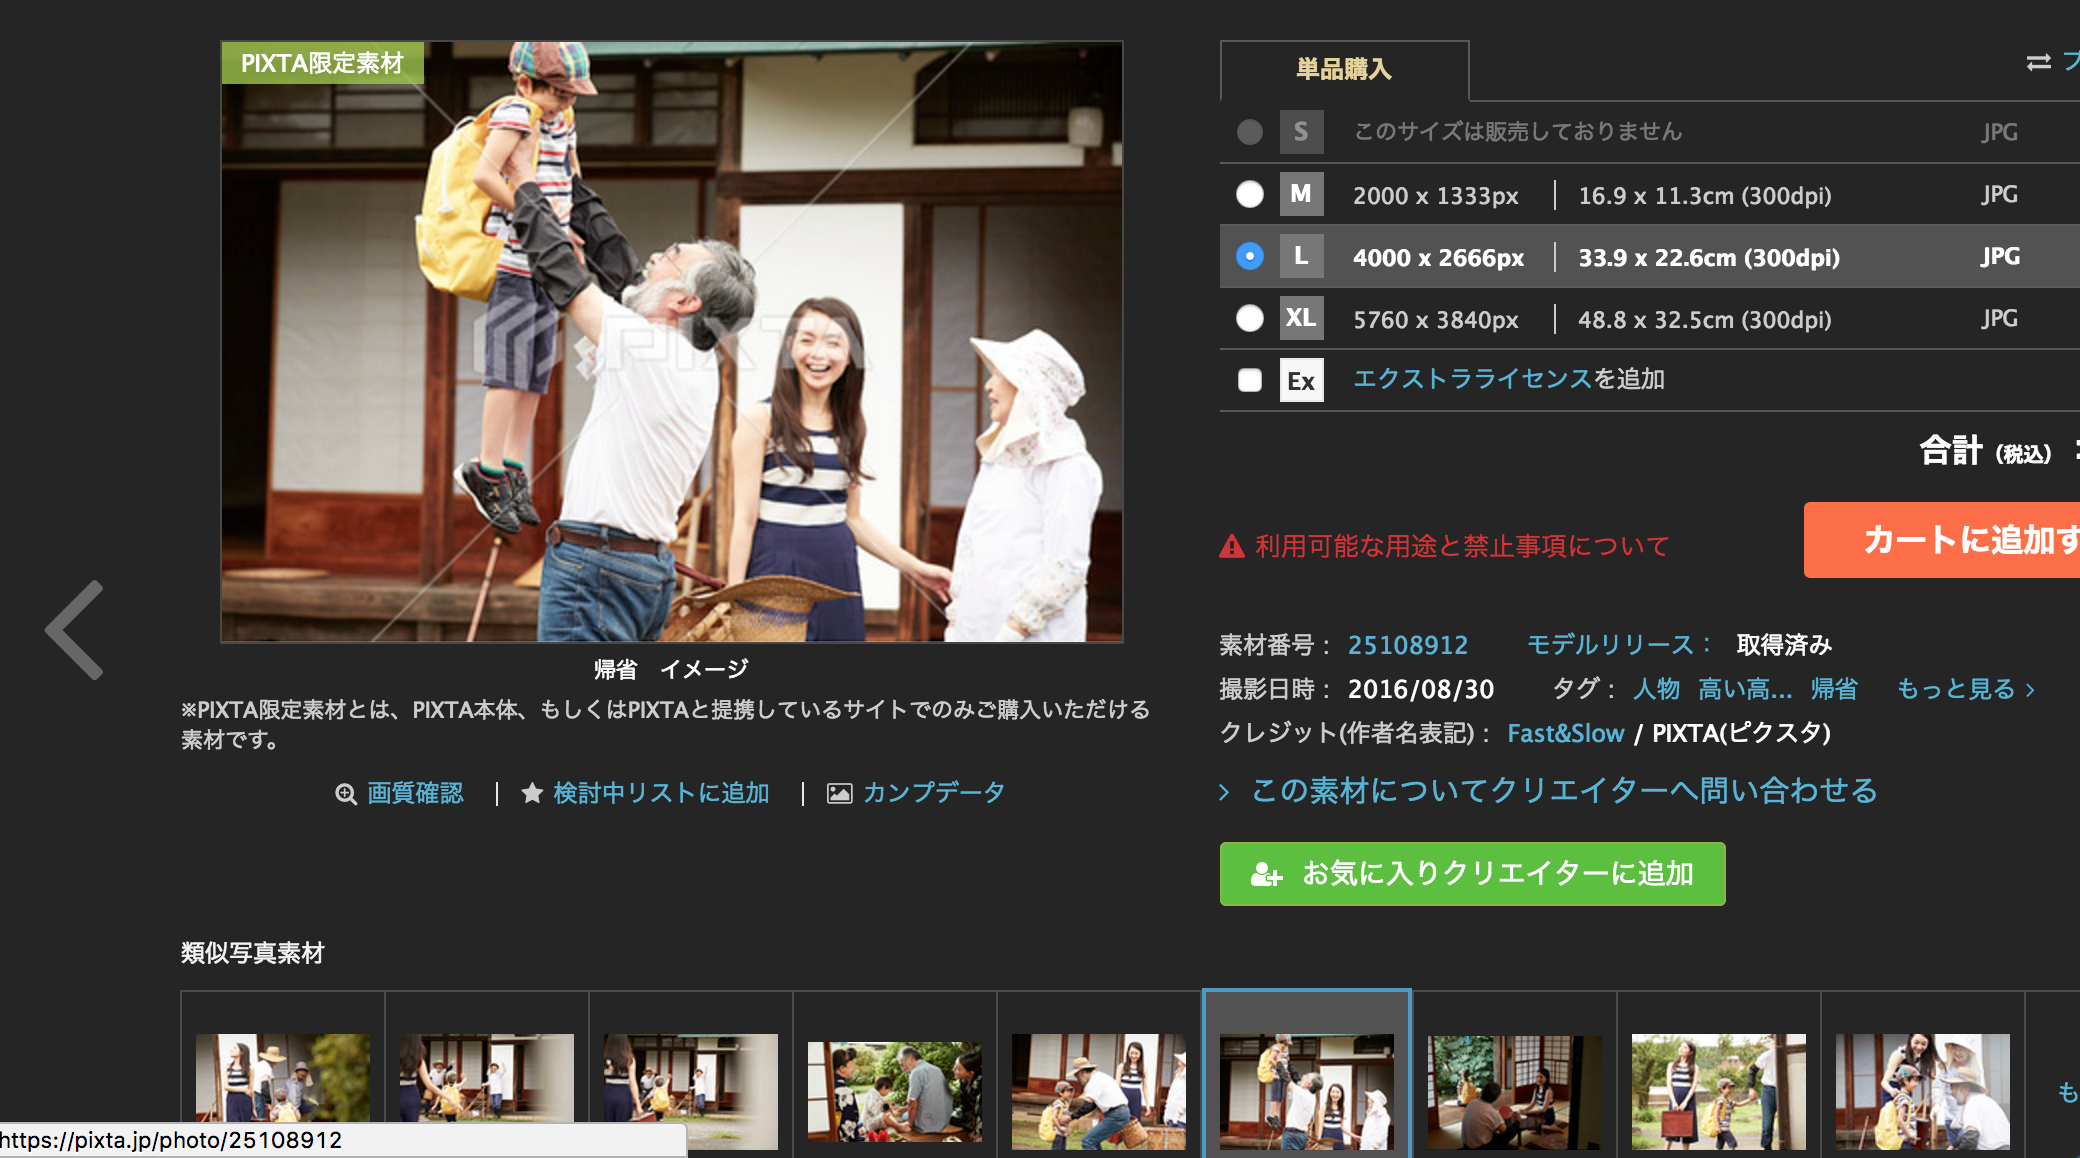 PIXTA限定素材
PIXTA
帰省　イメージ
※PIXTA限定素材とは、PIXTA本体、もしくはPIXTAと提携しているサイトでのみご購入いただける
素材です。
画質確認 | 検討中リストに追加 | カンプデータ
単品購入
S このサイズは販売しておりません JPG
M 2000 x 1333px | 16.9 x 11.3cm (300dpi) JPG
L 4000 x 2666px | 33.9 x 22.6cm (300dpi) JPG
XL 5760 x 3840px | 48.8 x 32.5cm (300dpi) JPG
Ex エクストラライセンスを追加
合計 (税込)
利用可能な用途と禁止事項について
カートに追加す
素材番号： 25108912 モデルリリース： 取得済み
撮影日時： 2016/08/30 タグ： 人物 高い高... 帰省 もっと見る ›
クレジット(作者名表記)： Fast&Slow / PIXTA(ピクスタ)
› この素材についてクリエイターへ問い合わせる
お気に入りクリエイターに追加
類似写真素材
も
https://pixta.jp/photo/25108912